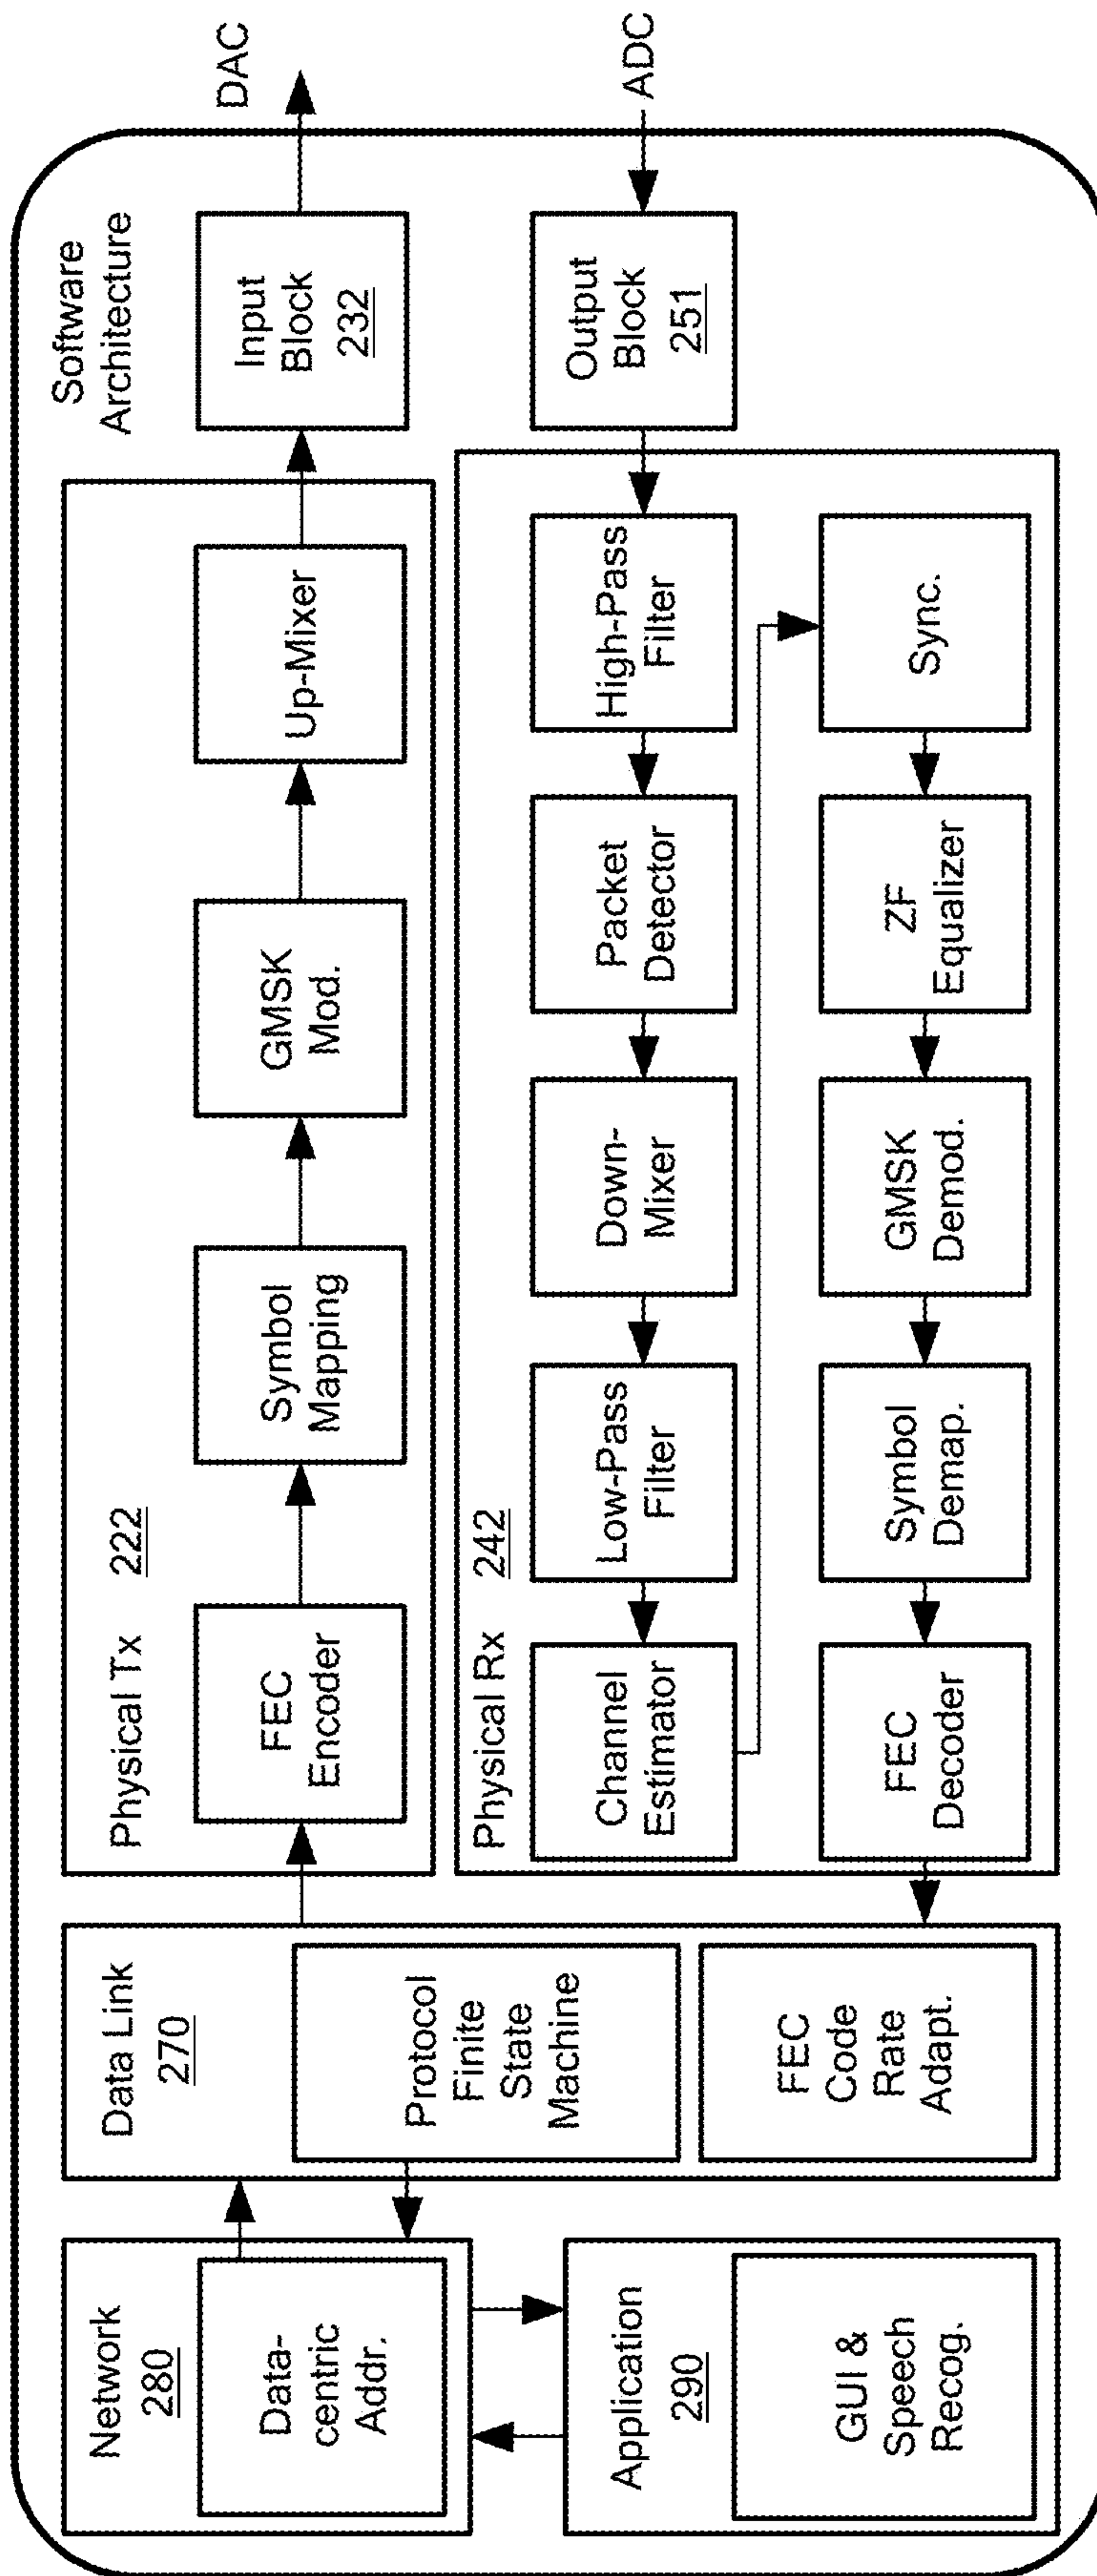 Software
Architecture
Network
280
Data-
centric
Addr.
Application
290
GUI &
Speech
Recog.
Data Link
270
Protocol
Finite
State
Machine
FEC
Code
Rate
Adapt.
Physical Tx 222
FEC
Encoder
Symbol
Mapping
GMSK
Mod.
Up-Mixer
Input
Block
232
DAC
ADC
Output
Block
251
Physical Rx 242
High-Pass
Filter
Packet
Detector
Down-
Mixer
Low-Pass
Filter
Channel
Estimator
Sync.
ZF
Equalizer
GMSK
Demod.
Symbol
Demap.
FEC
Decoder